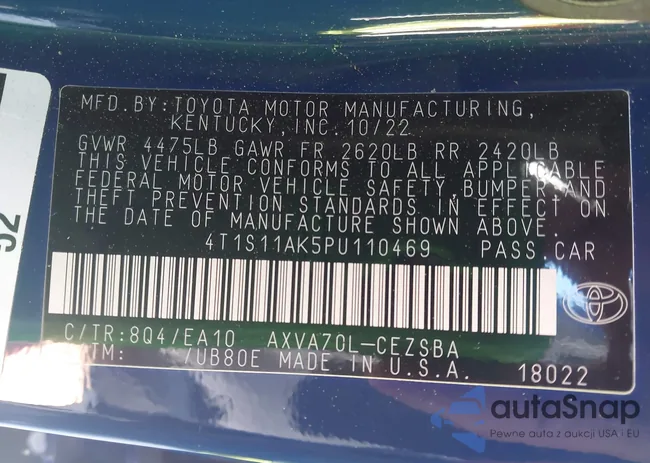 MFD.BY:TOYOTA MOTOR MANUFACTURING,
KENTUCKY,INC.10/22
GVWR 4475LB GAWR FR 2620LB RR 2420LB
THIS VEHICLE CONFORMS TO ALL APPLICABLE
FEDERAL MOTOR VEHICLE SAFETY,BUMPER,AND
THEFT PREVENTION STANDARDS IN EFFECT ON
THE DATE OF MANUFACTURE SHOWN ABOVE.
4T1S11AK5PU110469 PASS.CAR
C/TR:8Q4/EA10 AXVA70L-CEZSBA
/TM: /UB80E MADE IN U.S.A. 18022
52
autaSnap
Pewne auta z aukcji USA i EU